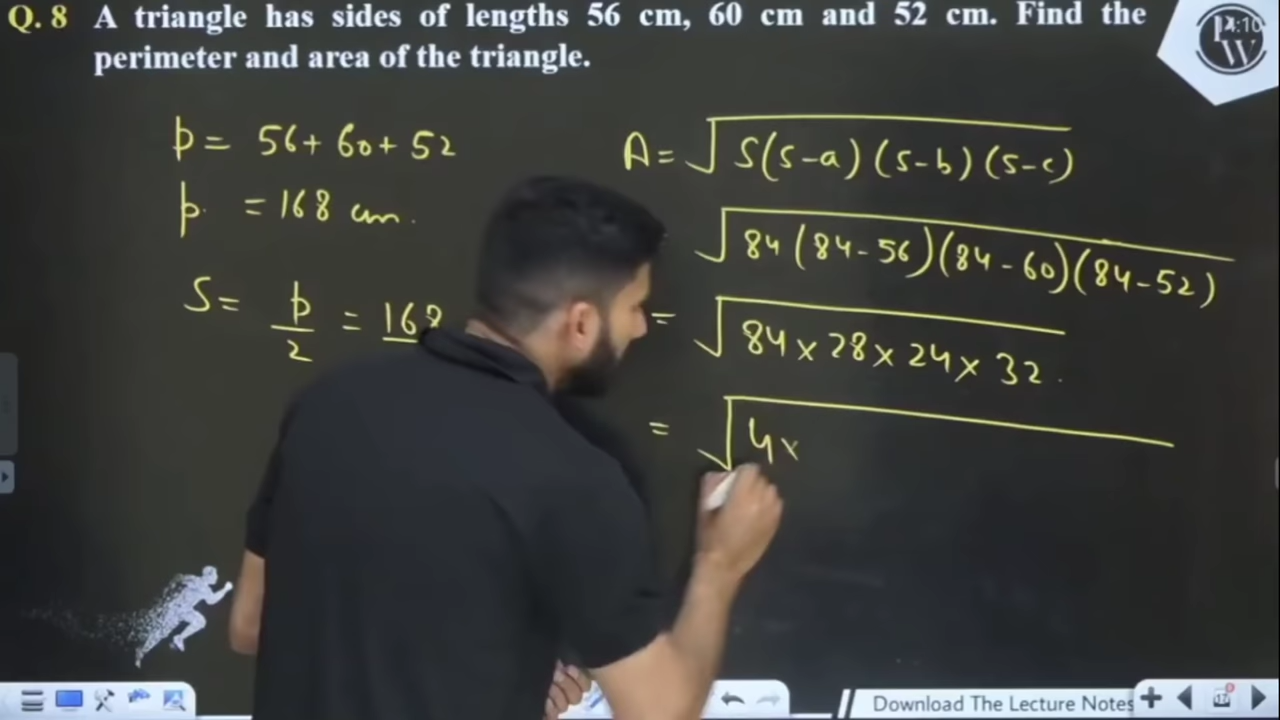 Q. 8 A triangle has sides of lengths 56 cm, 60 cm and 52 cm. Find the
perimeter and area of the triangle.
p = 56+60+52
p = 168 cm.
S = p/2 = 168
A = √S(S-a)(S-b)(S-c)
√84(84-56)(84-60)(84-52)
= √84×28×24×32.
= √4×
PW
Download The Lecture Notes